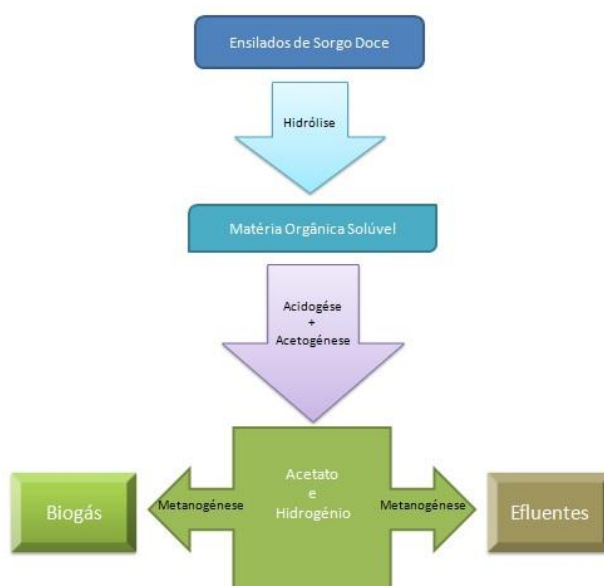 Ensilados de Sorgo Doce
Hidrólise
Matéria Orgânica Solúvel
Acidogése
+
Acetogénese
Acetato
e
Hidrogénio
Biogás
Metanogénese
Metanogénese
Efluentes